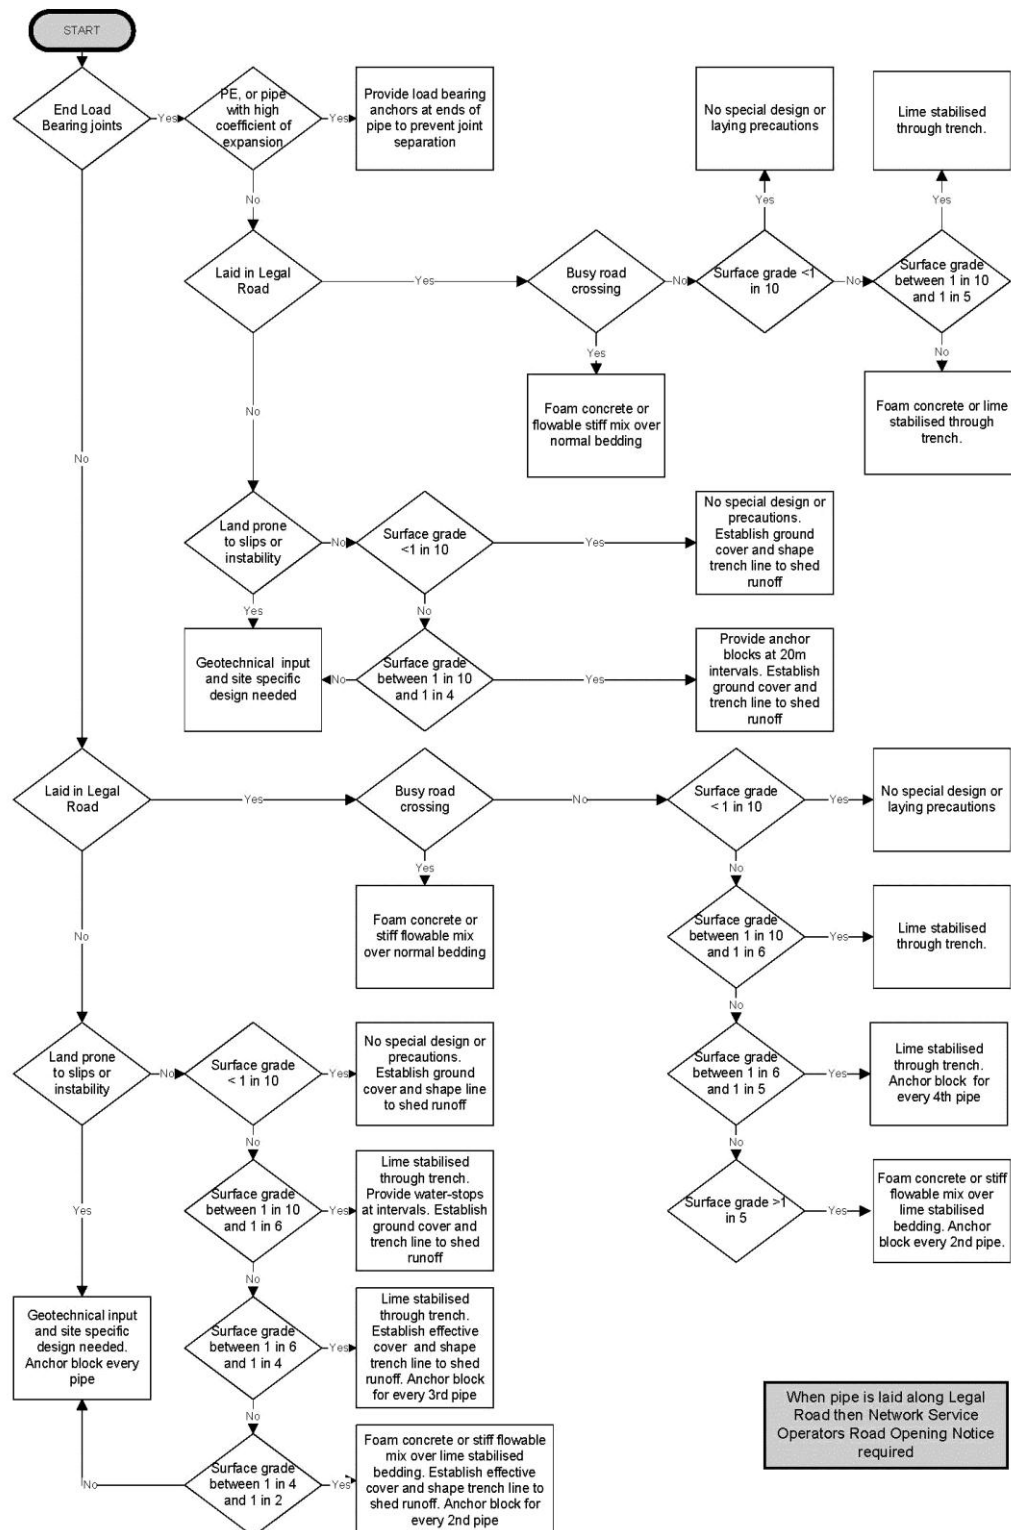 START
End Load
Bearing joints
Yes
PE, or pipe
with high
coefficient of
expansion
Yes
Provide load bearing
anchors at ends of
pipe to prevent joint
separation
No special design or
laying precautions
Lime stabilised
through trench.
No
Yes
Yes
Laid in Legal
Road
Yes
Busy road
crossing
No
Surface grade <1
in 10
No
Surface grade
between 1 in 10
and 1 in 5
Yes
No
Foam concrete or
flowable stiff mix over
normal bedding
Foam concrete or lime
stabilised through
trench.
No
No
Land prone
to slips or
instability
No
Surface grade
<1 in 10
Yes
No special design or
precautions.
Establish ground
cover and shape
trench line to shed
runoff
Yes
No
Geotechnical input
and site specific
design needed
No
Surface grade
between 1 in 10
and 1 in 4
Yes
Provide anchor
blocks at 20m
intervals. Establish
ground cover and
trench line to shed
runoff
Laid in Legal
Road
Yes
Busy road
crossing
No
Surface grade
< 1 in 10
Yes
No special design or
laying precautions
Yes
No
Foam concrete or
stiff flowable mix
over normal bedding
Surface grade
between 1 in 10
and 1 in 6
Yes
Lime stabilised
through trench.
No
No
Land prone
to slips or
instability
No
Surface grade
< 1 in 10
Yes
No special design or
precautions.
Establish ground
cover and shape line
to shed runoff
Surface grade
between 1 in 6
and 1 in 5
Yes
Lime stabilised
through trench.
Anchor block for
every 4th pipe
No
No
Yes
Surface grade
between 1 in 10
and 1 in 6
Yes
Lime stabilised
through trench.
Provide water-stops
at intervals. Establish
ground cover and
trench line to shed
runoff
Surface grade >1
in 5
Yes
Foam concrete or stiff
flowable mix over
lime stabilised
bedding. Anchor
block every 2nd pipe.
No
Geotechnical input
and site specific
design needed.
Anchor block every
pipe
Surface grade
between 1 in 6
and 1 in 4
Yes
Lime stabilised
through trench.
Establish effective
cover and shape
trench line to shed
runoff. Anchor block
for every 3rd pipe
No
No
Surface grade
between 1 in 4
and 1 in 2
Yes
Foam concrete or stiff flowable
mix over lime stabilised
bedding. Establish effective
cover and shape trench line to
shed runoff. Anchor block for
every 2nd pipe
When pipe is laid along Legal
Road then Network Service
Operators Road Opening Notice
required